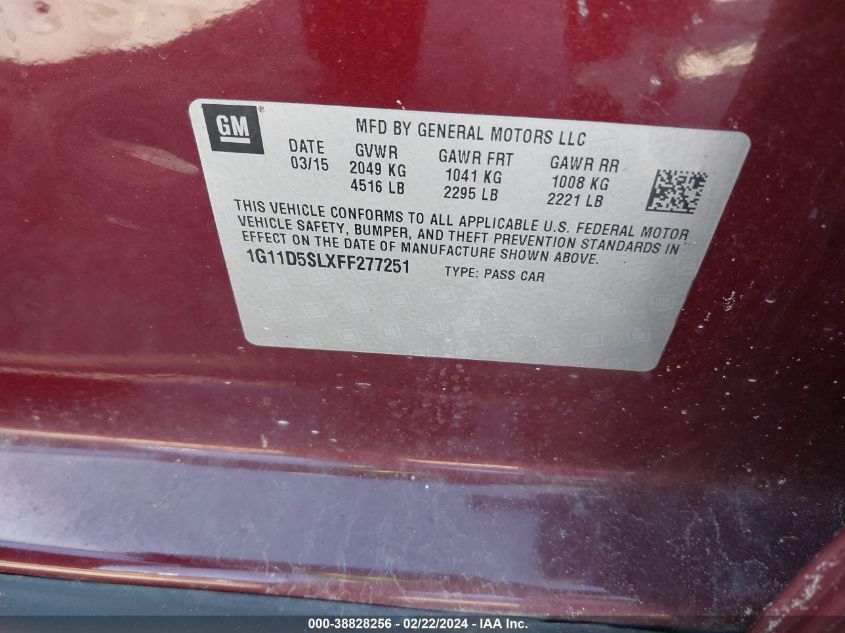 GM ®
MFD BY GENERAL MOTORS LLC
DATE GVWR GAWR FRT GAWR RR
03/15 2049 KG 1041 KG 1008 KG
4516 LB 2295 LB 2221 LB
THIS VEHICLE CONFORMS TO ALL APPLICABLE U.S. FEDERAL MOTOR
VEHICLE SAFETY, BUMPER, AND THEFT PREVENTION STANDARDS IN
EFFECT ON THE DATE OF MANUFACTURE SHOWN ABOVE.
1G11D5SLXFF277251 TYPE: PASS CAR
000-38828256 - 02/22/2024 - IAA Inc.